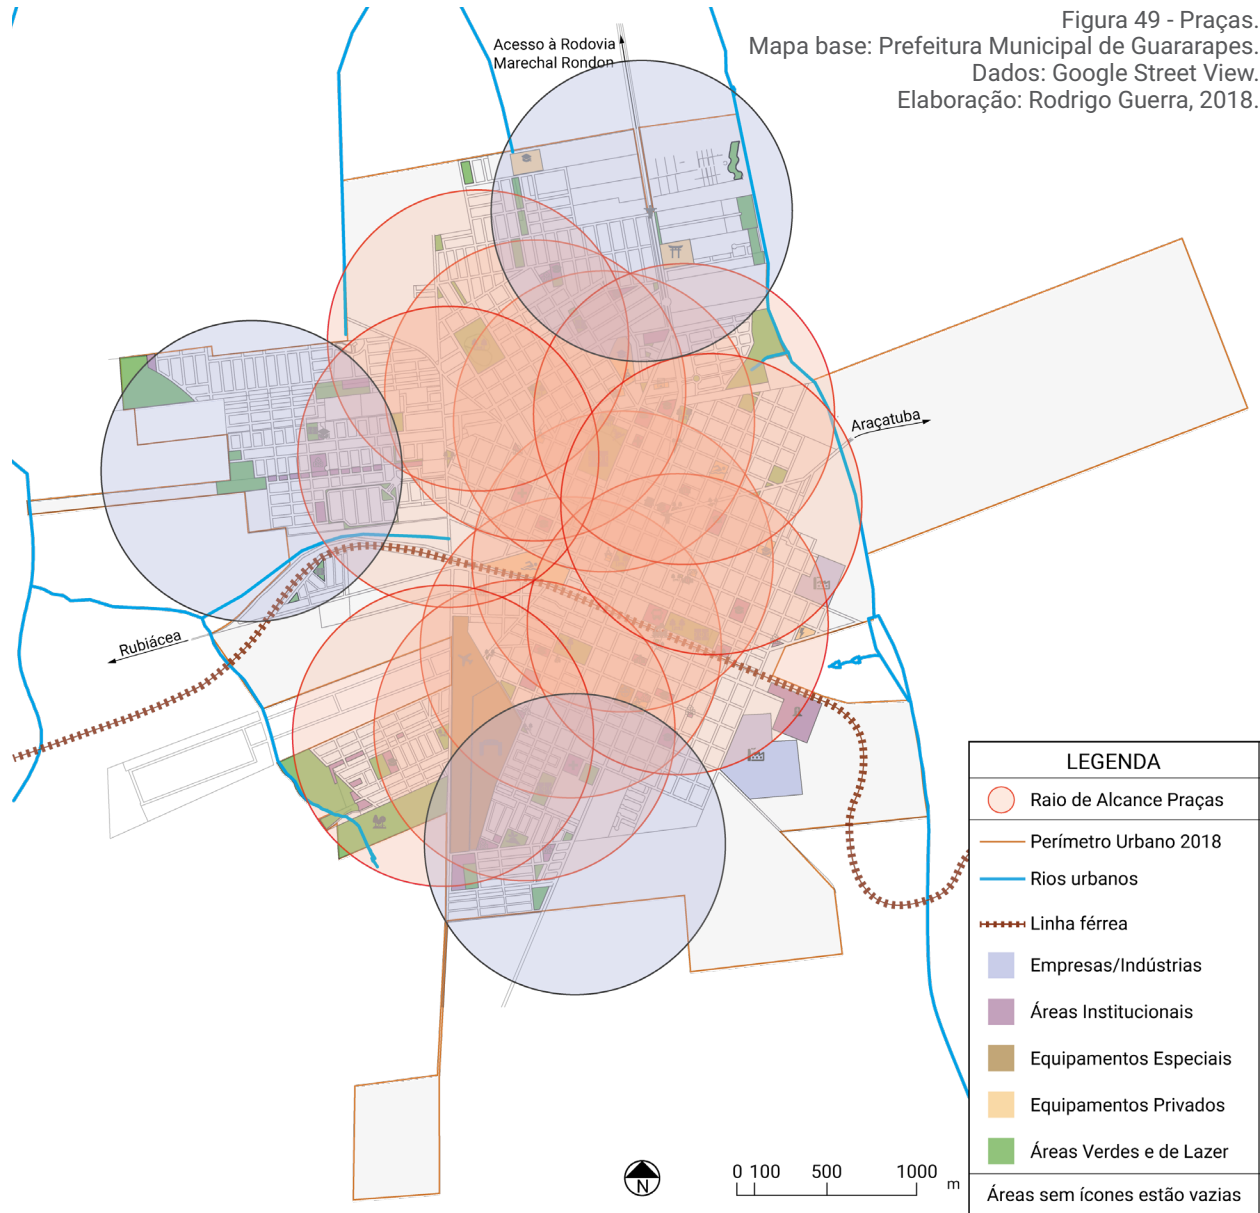 Figura 49 - Praças.
Mapa base: Prefeitura Municipal de Guararapes.
Dados: Google Street View.
Elaboração: Rodrigo Guerra, 2018.
Acesso à Rodovia
Marechal Rondon
Araçatuba
Rubiácea
LEGENDA
Raio de Alcance Praças
Perímetro Urbano 2018
Rios urbanos
Linha férrea
Empresas/Indústrias
Áreas Institucionais
Equipamentos Especiais
Equipamentos Privados
Áreas Verdes e de Lazer
Áreas sem ícones estão vazias
N
0 100 500 1000 m